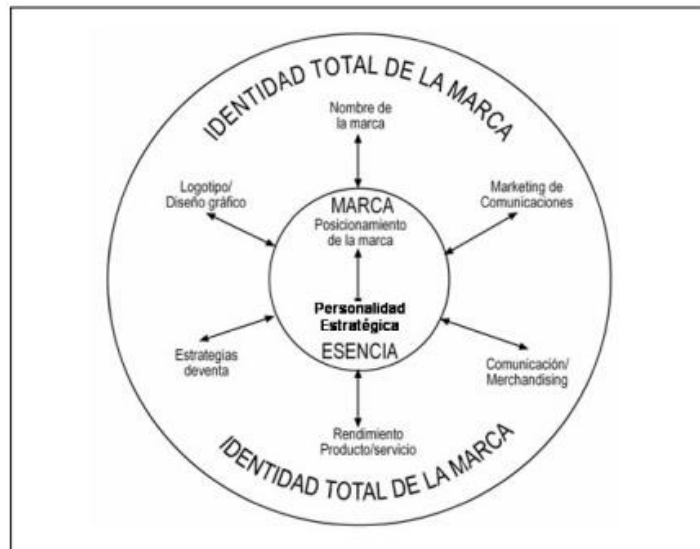 IDENTIDAD TOTAL DE LA MARCA
Nombre de
la marca
Logotipo/
Diseño gráfico
Marketing de
Comunicaciones
MARCA
Posicionamiento
de la marca
Personalidad
Estratégica
ESENCIA
Estrategias
deventa
Comunicación/
Merchandising
Rendimiento
Producto/servicio
IDENTIDAD TOTAL DE LA MARCA